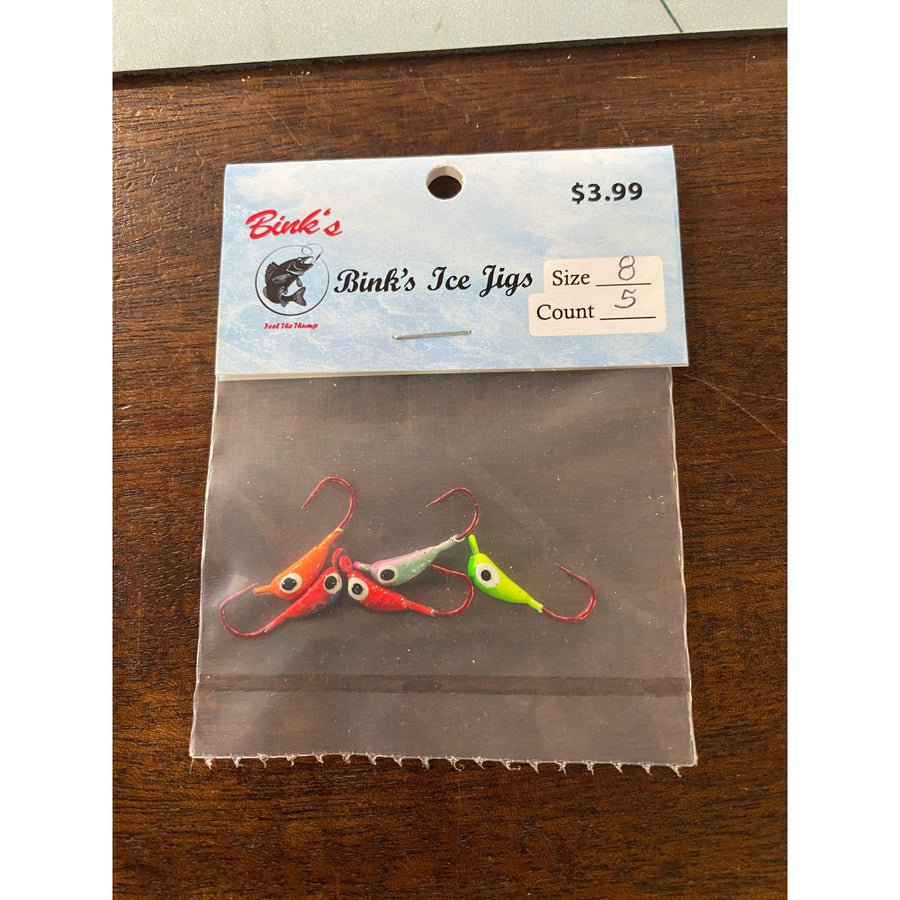 $3.99
Bink's
Bink's Ice Jigs
Feel The Thump
Size 8
Count 5